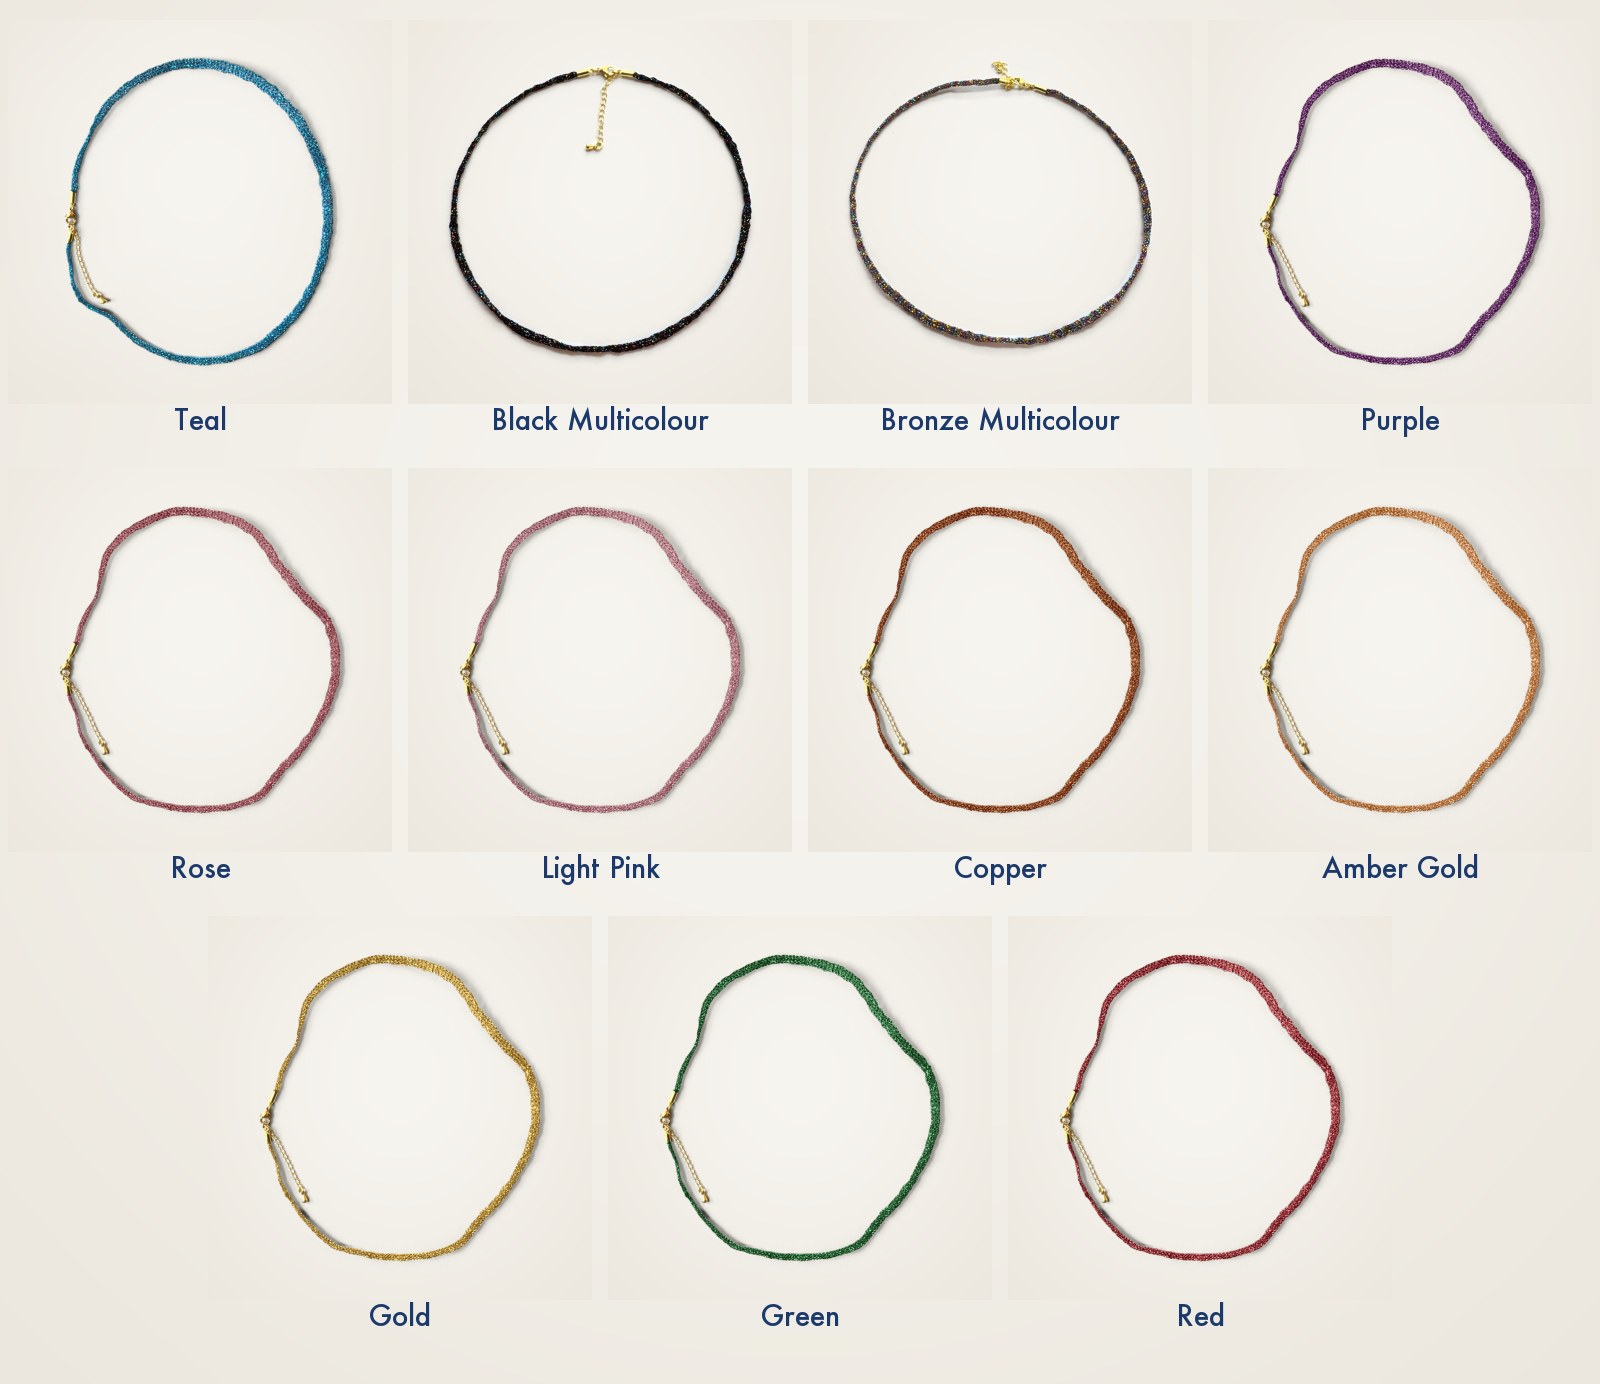 Teal
Black Multicolour
Bronze Multicolour
Purple
Rose
Light Pink
Copper
Amber Gold
Gold
Green
Red